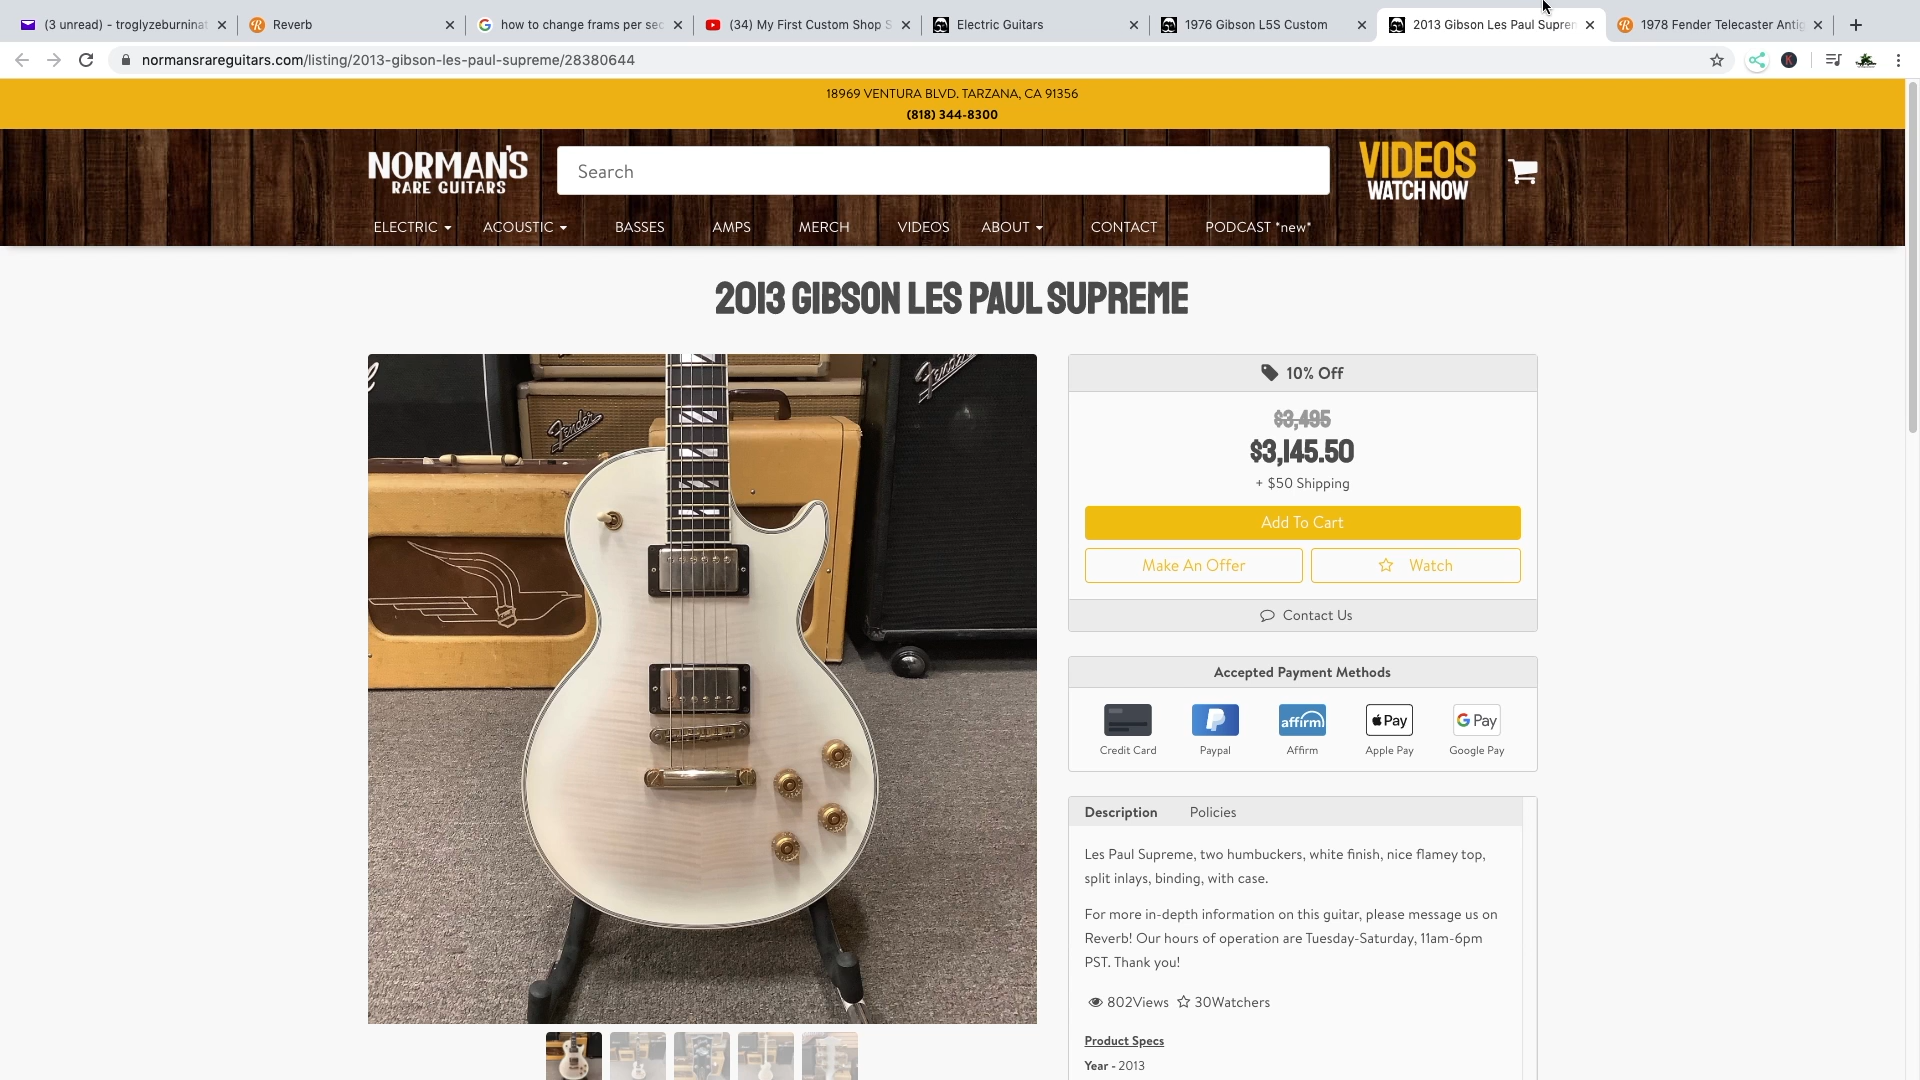 (3 unread) - troglyzeburninat
Reverb
how to change frams per sec
(34) My First Custom Shop S
Electric Guitars
1976 Gibson L5S Custom
2013 Gibson Les Paul Suprem
1978 Fender Telecaster Antig
normansrareguitars.com/listing/2013-gibson-les-paul-supreme/28380644
K
18969 VENTURA BLVD. TARZANA, CA 91356
(818) 344-8300
NORMAN'S
RARE GUITARS
Search
VIDEOS
WATCH NOW
ELECTRIC ACOUSTIC BASSES AMPS MERCH VIDEOS ABOUT CONTACT PODCAST *new*
2013 GIBSON LES PAUL SUPREME
Fender
Fender
10% Off
$3,495
$3,145.50
+ $50 Shipping
Add To Cart
Make An Offer
Watch
Contact Us
Accepted Payment Methods
affirm
Pay
G Pay
Credit Card Paypal Affirm Apple Pay Google Pay
Description Policies
Les Paul Supreme, two humbuckers, white finish, nice flamey top,
split inlays, binding, with case.
For more in-depth information on this guitar, please message us on
Reverb! Our hours of operation are Tuesday-Saturday, 11am-6pm
PST. Thank you!
802Views 30Watchers
Product Specs
Year - 2013